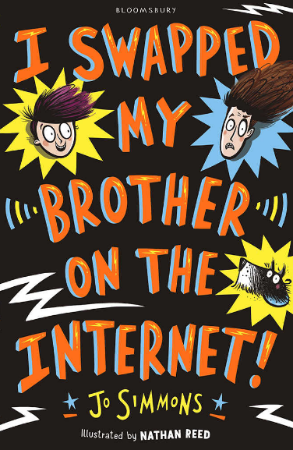 BLOOMSBURY
I SWAPPED
MY
BROTHER
ON THE
INTERNET!
JO SIMMONS
Illustrated by NATHAN REED